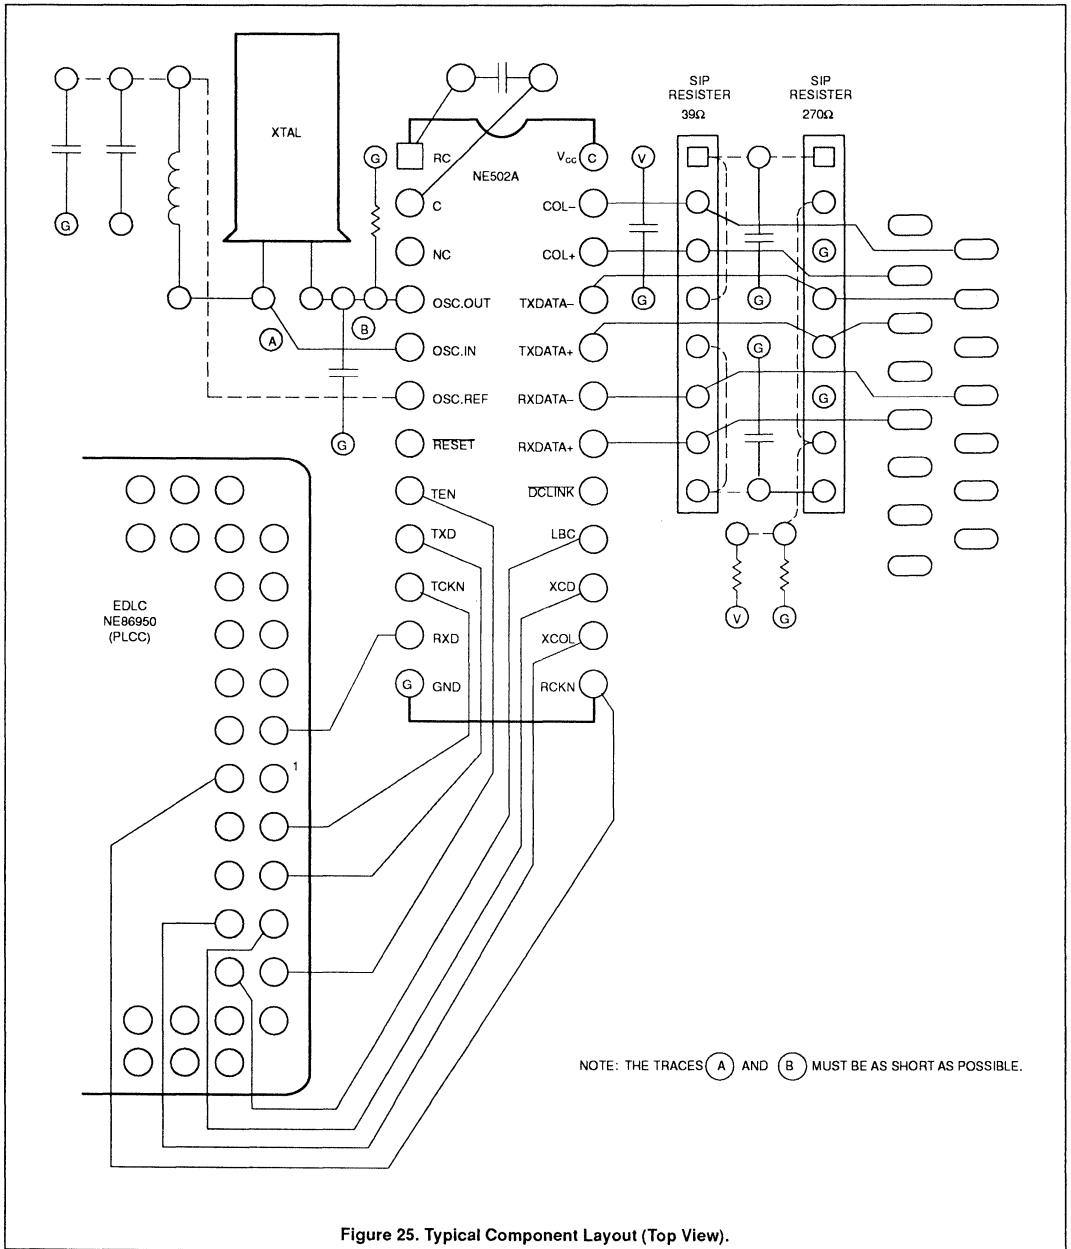 SIP
RESISTER
39Ω
SIP
RESISTER
270Ω
XTAL
G
RC
NE502A
Vcc
C
V
C
COL–
G
NC
COL+
G
OSC.OUT
TXDATA–
G
G
A
B
OSC.IN
TXDATA+
G
OSC.REF
RXDATA–
G
G
RESET
RXDATA+
TEN
DCLINK
TXD
LBC
TCKN
XCD
EDLC
NE86950
(PLCC)
V
G
RXD
XCOL
G
GND
RCKN
1
NOTE: THE TRACES A AND B MUST BE AS SHORT AS POSSIBLE.
Figure 25. Typical Component Layout (Top View).